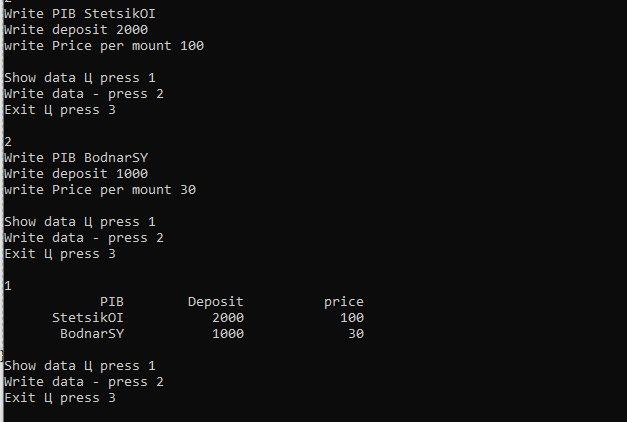 Write PIB StetsikOI
Write deposit 2000
write Price per mount 100
Show data Ц press 1
Write data - press 2
Exit Ц press 3
2
Write PIB BodnarSY
Write deposit 1000
write Price per mount 30
Show data Ц press 1
Write data - press 2
Exit Ц press 3
1
PIB Deposit price
StetsikOI 2000 100
BodnarSY 1000 30
Show data Ц press 1
Write data - press 2
Exit Ц press 3